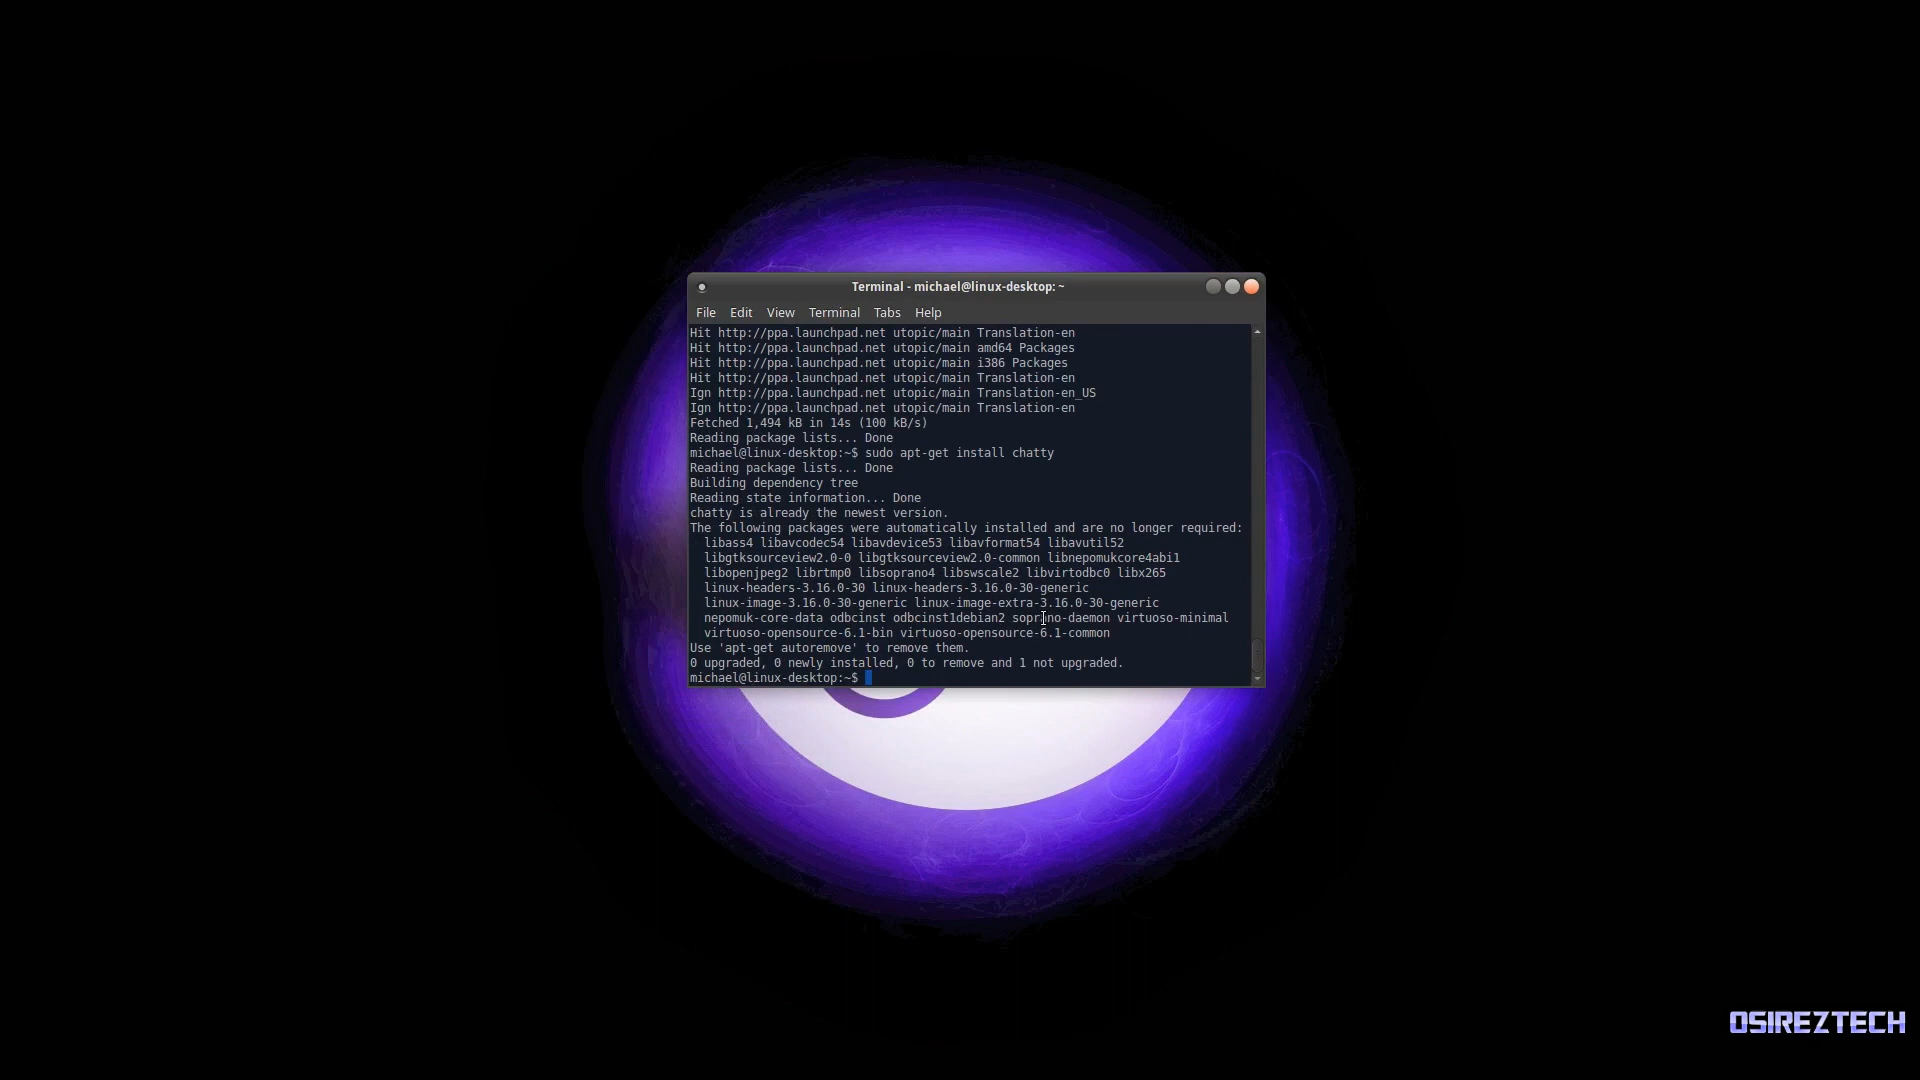 Terminal - michael@linux-desktop: ~
File Edit View Terminal Tabs Help
Hit http://ppa.launchpad.net utopic/main Translation-en
Hit http://ppa.launchpad.net utopic/main amd64 Packages
Hit http://ppa.launchpad.net utopic/main i386 Packages
Hit http://ppa.launchpad.net utopic/main Translation-en
Ign http://ppa.launchpad.net utopic/main Translation-en_US
Ign http://ppa.launchpad.net utopic/main Translation-en
Fetched 1,494 kB in 14s (100 kB/s)
Reading package lists... Done
michael@linux-desktop:~$ sudo apt-get install chatty
Reading package lists... Done
Building dependency tree
Reading state information... Done
chatty is already the newest version.
The following packages were automatically installed and are no longer required:
  libass4 libavcodec54 libavdevice53 libavformat54 libavutil52
  libgtksourceview2.0-0 libgtksourceview2.0-common libnepomukcore4abi1
  libopenjpeg2 librtmp0 libsoprano4 libswscale2 libvirtodbc0 libx265
  linux-headers-3.16.0-30 linux-headers-3.16.0-30-generic
  linux-image-3.16.0-30-generic linux-image-extra-3.16.0-30-generic
  nepomuk-core-data odbcinst odbcinst1debian2 soprano-daemon virtuoso-minimal
  virtuoso-opensource-6.1-bin virtuoso-opensource-6.1-common
Use 'apt-get autoremove' to remove them.
0 upgraded, 0 newly installed, 0 to remove and 1 not upgraded.
michael@linux-desktop:~$
OSIREZTECH